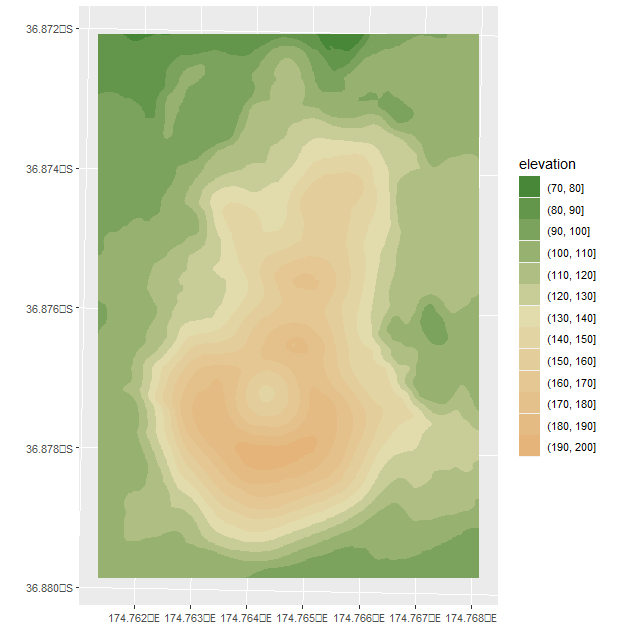 36.872□S
36.874□S
36.876□S
36.878□S
36.880□S
174.762□E 174.763□E 174.764□E 174.765□E 174.766□E 174.767□E 174.768□E
elevation
(70, 80]
(80, 90]
(90, 100]
(100, 110]
(110, 120]
(120, 130]
(130, 140]
(140, 150]
(150, 160]
(160, 170]
(170, 180]
(180, 190]
(190, 200]